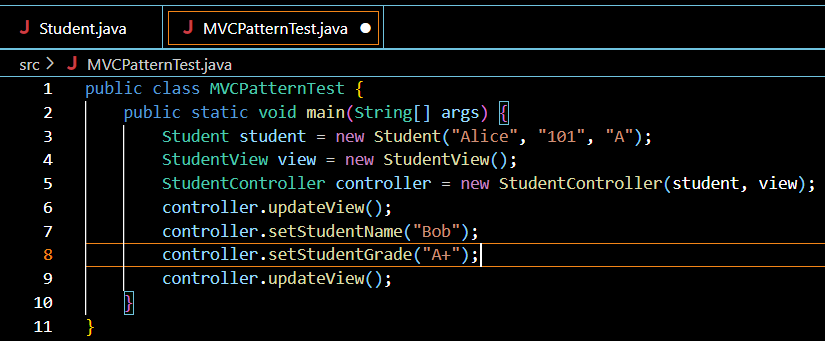 J Student.java
J MVCPatternTest.java
src > J MVCPatternTest.java
1 public class MVCPatternTest {
2 public static void main(String[] args) {
3 Student student = new Student("Alice", "101", "A");
4 StudentView view = new StudentView();
5 StudentController controller = new StudentController(student, view);
6 controller.updateView();
7 controller.setStudentName("Bob");
8 controller.setStudentGrade("A+");
9 controller.updateView();
10 }
11 }